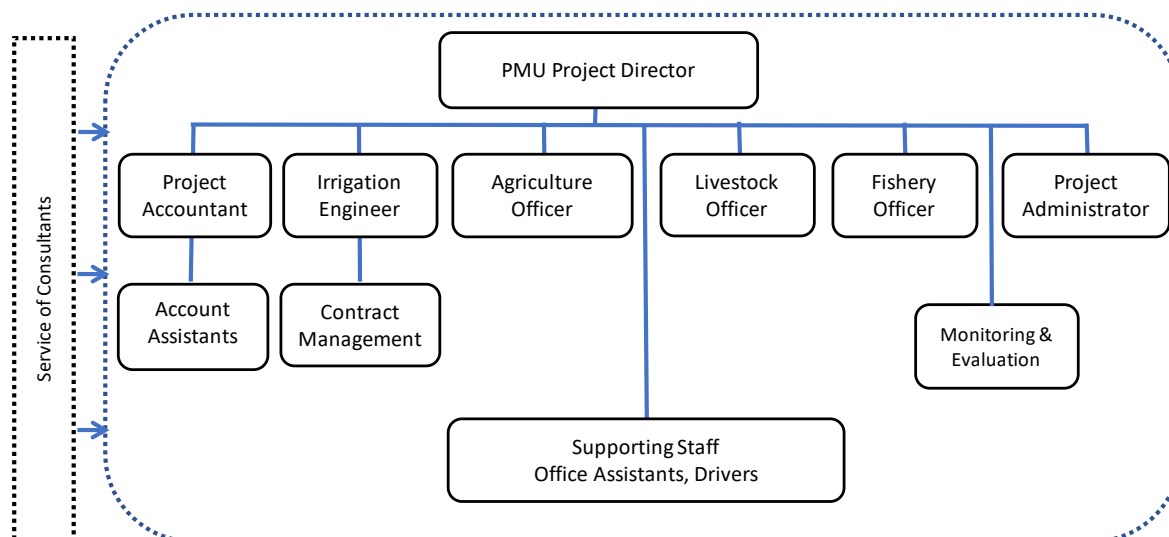 PMU Project Director
Project
Accountant
Irrigation
Engineer
Agriculture
Officer
Livestock
Officer
Fishery
Officer
Project
Administrator
Service of Consultants
Account
Assistants
Contract
Management
Monitoring &
Evaluation
Supporting Staff
Office Assistants, Drivers